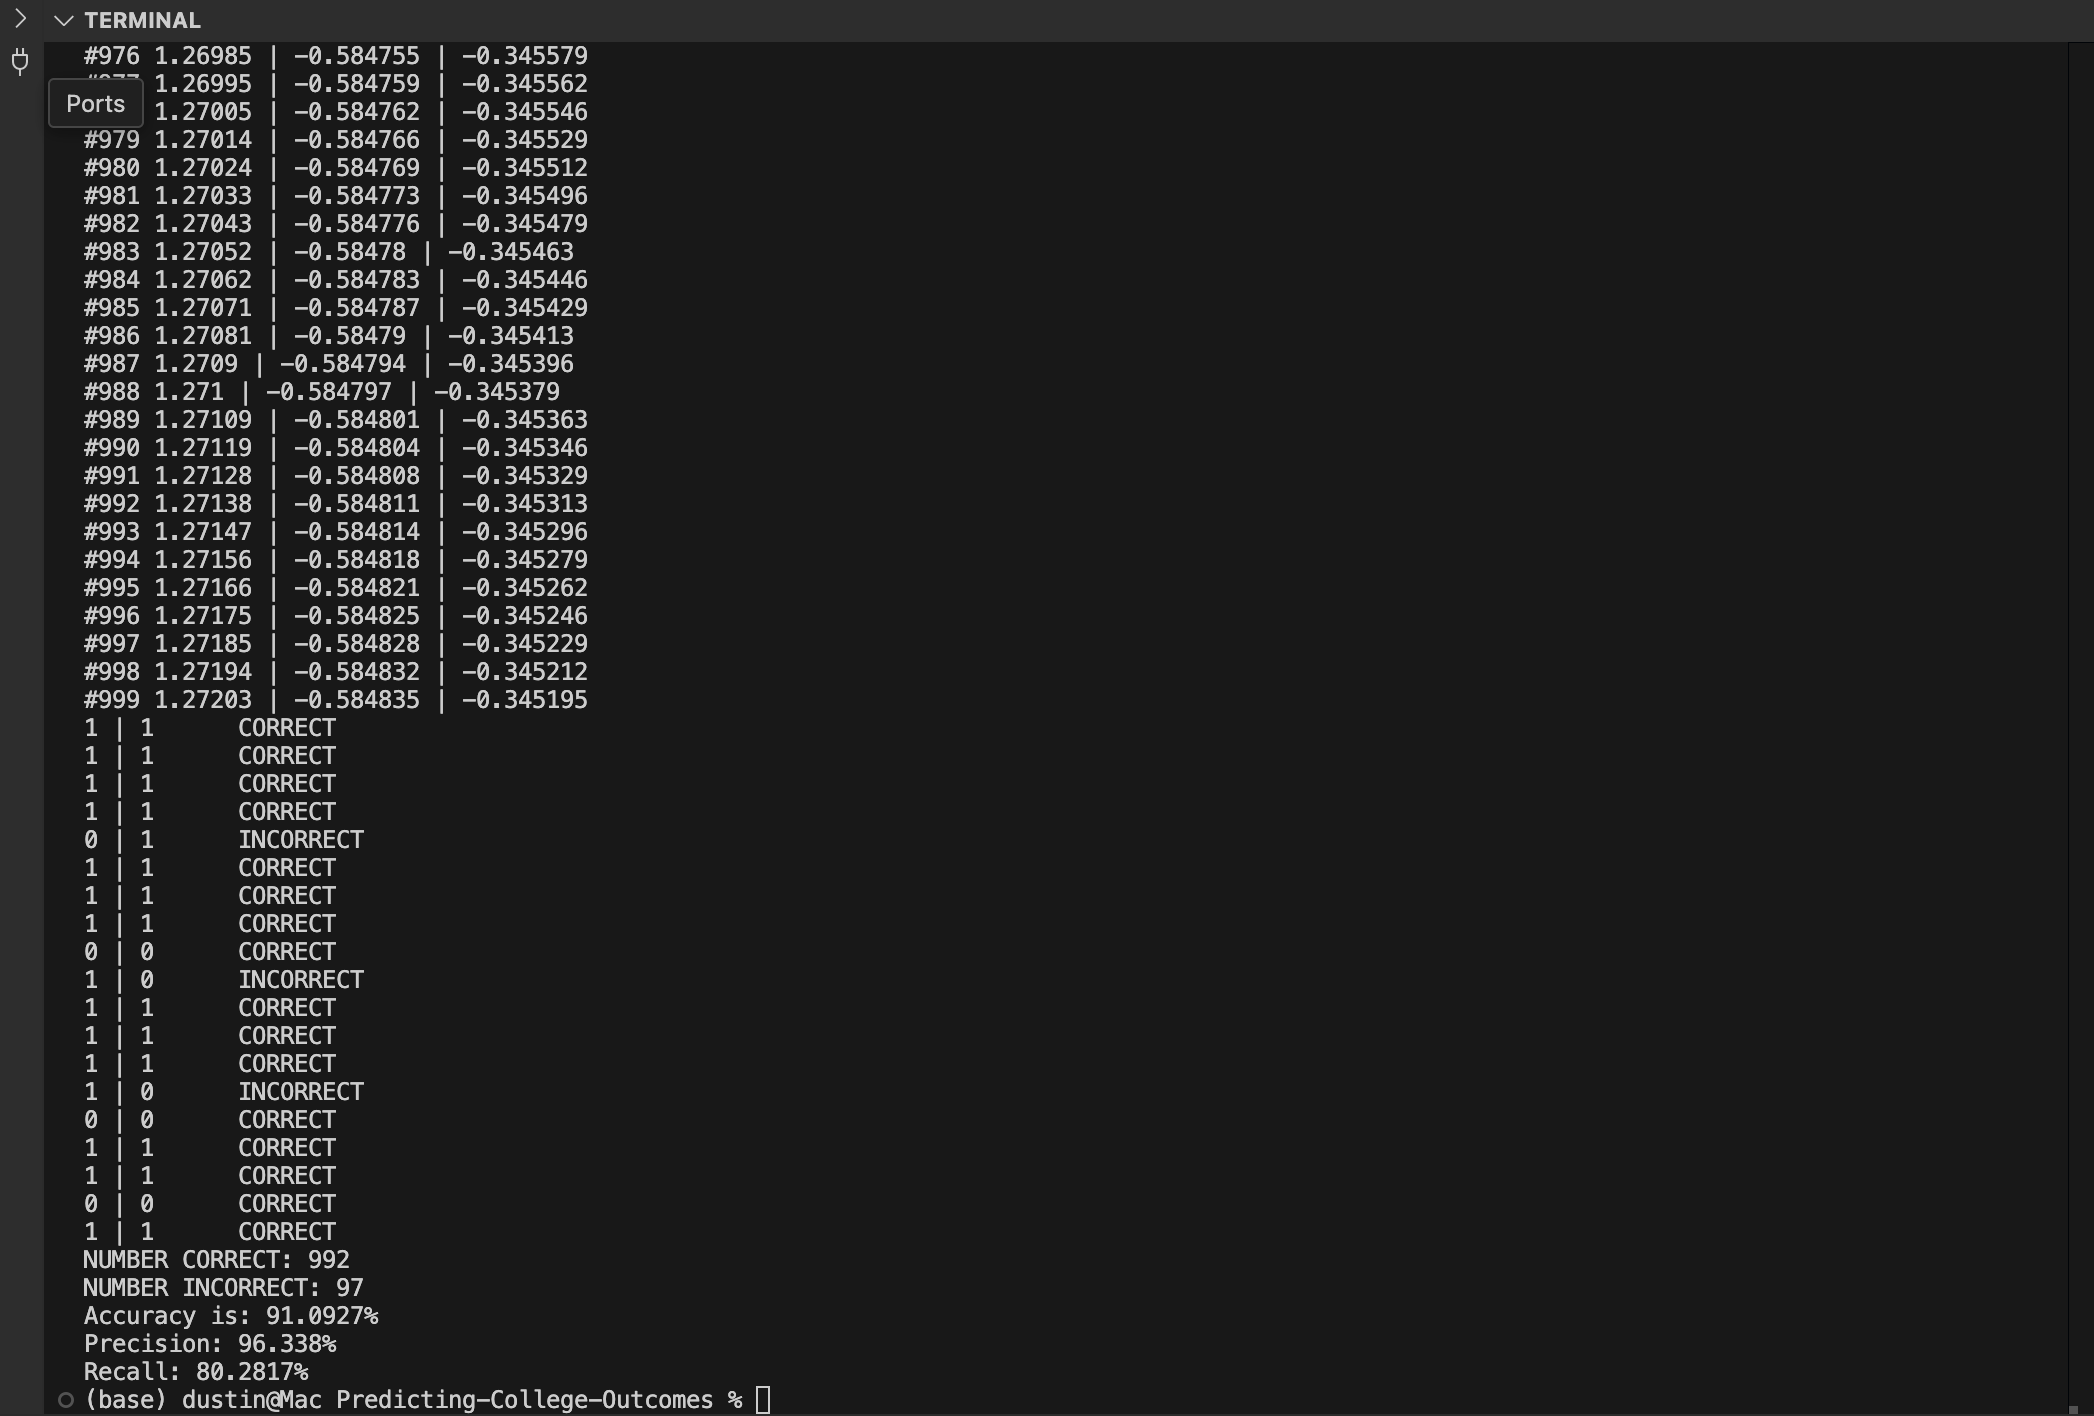 TERMINAL
#976 1.26985 | -0.584755 | -0.345579
1.26995 | -0.584759 | -0.345562
Ports
1.27005 | -0.584762 | -0.345546
#979 1.27014 | -0.584766 | -0.345529
#980 1.27024 | -0.584769 | -0.345512
#981 1.27033 | -0.584773 | -0.345496
#982 1.27043 | -0.584776 | -0.345479
#983 1.27052 | -0.58478 | -0.345463
#984 1.27062 | -0.584783 | -0.345446
#985 1.27071 | -0.584787 | -0.345429
#986 1.27081 | -0.58479 | -0.345413
#987 1.2709 | -0.584794 | -0.345396
#988 1.271 | -0.584797 | -0.345379
#989 1.27109 | -0.584801 | -0.345363
#990 1.27119 | -0.584804 | -0.345346
#991 1.27128 | -0.584808 | -0.345329
#992 1.27138 | -0.584811 | -0.345313
#993 1.27147 | -0.584814 | -0.345296
#994 1.27156 | -0.584818 | -0.345279
#995 1.27166 | -0.584821 | -0.345262
#996 1.27175 | -0.584825 | -0.345246
#997 1.27185 | -0.584828 | -0.345229
#998 1.27194 | -0.584832 | -0.345212
#999 1.27203 | -0.584835 | -0.345195
1 | 1 CORRECT
1 | 1 CORRECT
1 | 1 CORRECT
1 | 1 CORRECT
0 | 1 INCORRECT
1 | 1 CORRECT
1 | 1 CORRECT
1 | 1 CORRECT
0 | 0 CORRECT
1 | 0 INCORRECT
1 | 1 CORRECT
1 | 1 CORRECT
1 | 1 CORRECT
1 | 0 INCORRECT
0 | 0 CORRECT
1 | 1 CORRECT
1 | 1 CORRECT
0 | 0 CORRECT
1 | 1 CORRECT
NUMBER CORRECT: 992
NUMBER INCORRECT: 97
Accuracy is: 91.0927%
Precision: 96.338%
Recall: 80.2817%
(base) dustin@Mac Predicting-College-Outcomes %